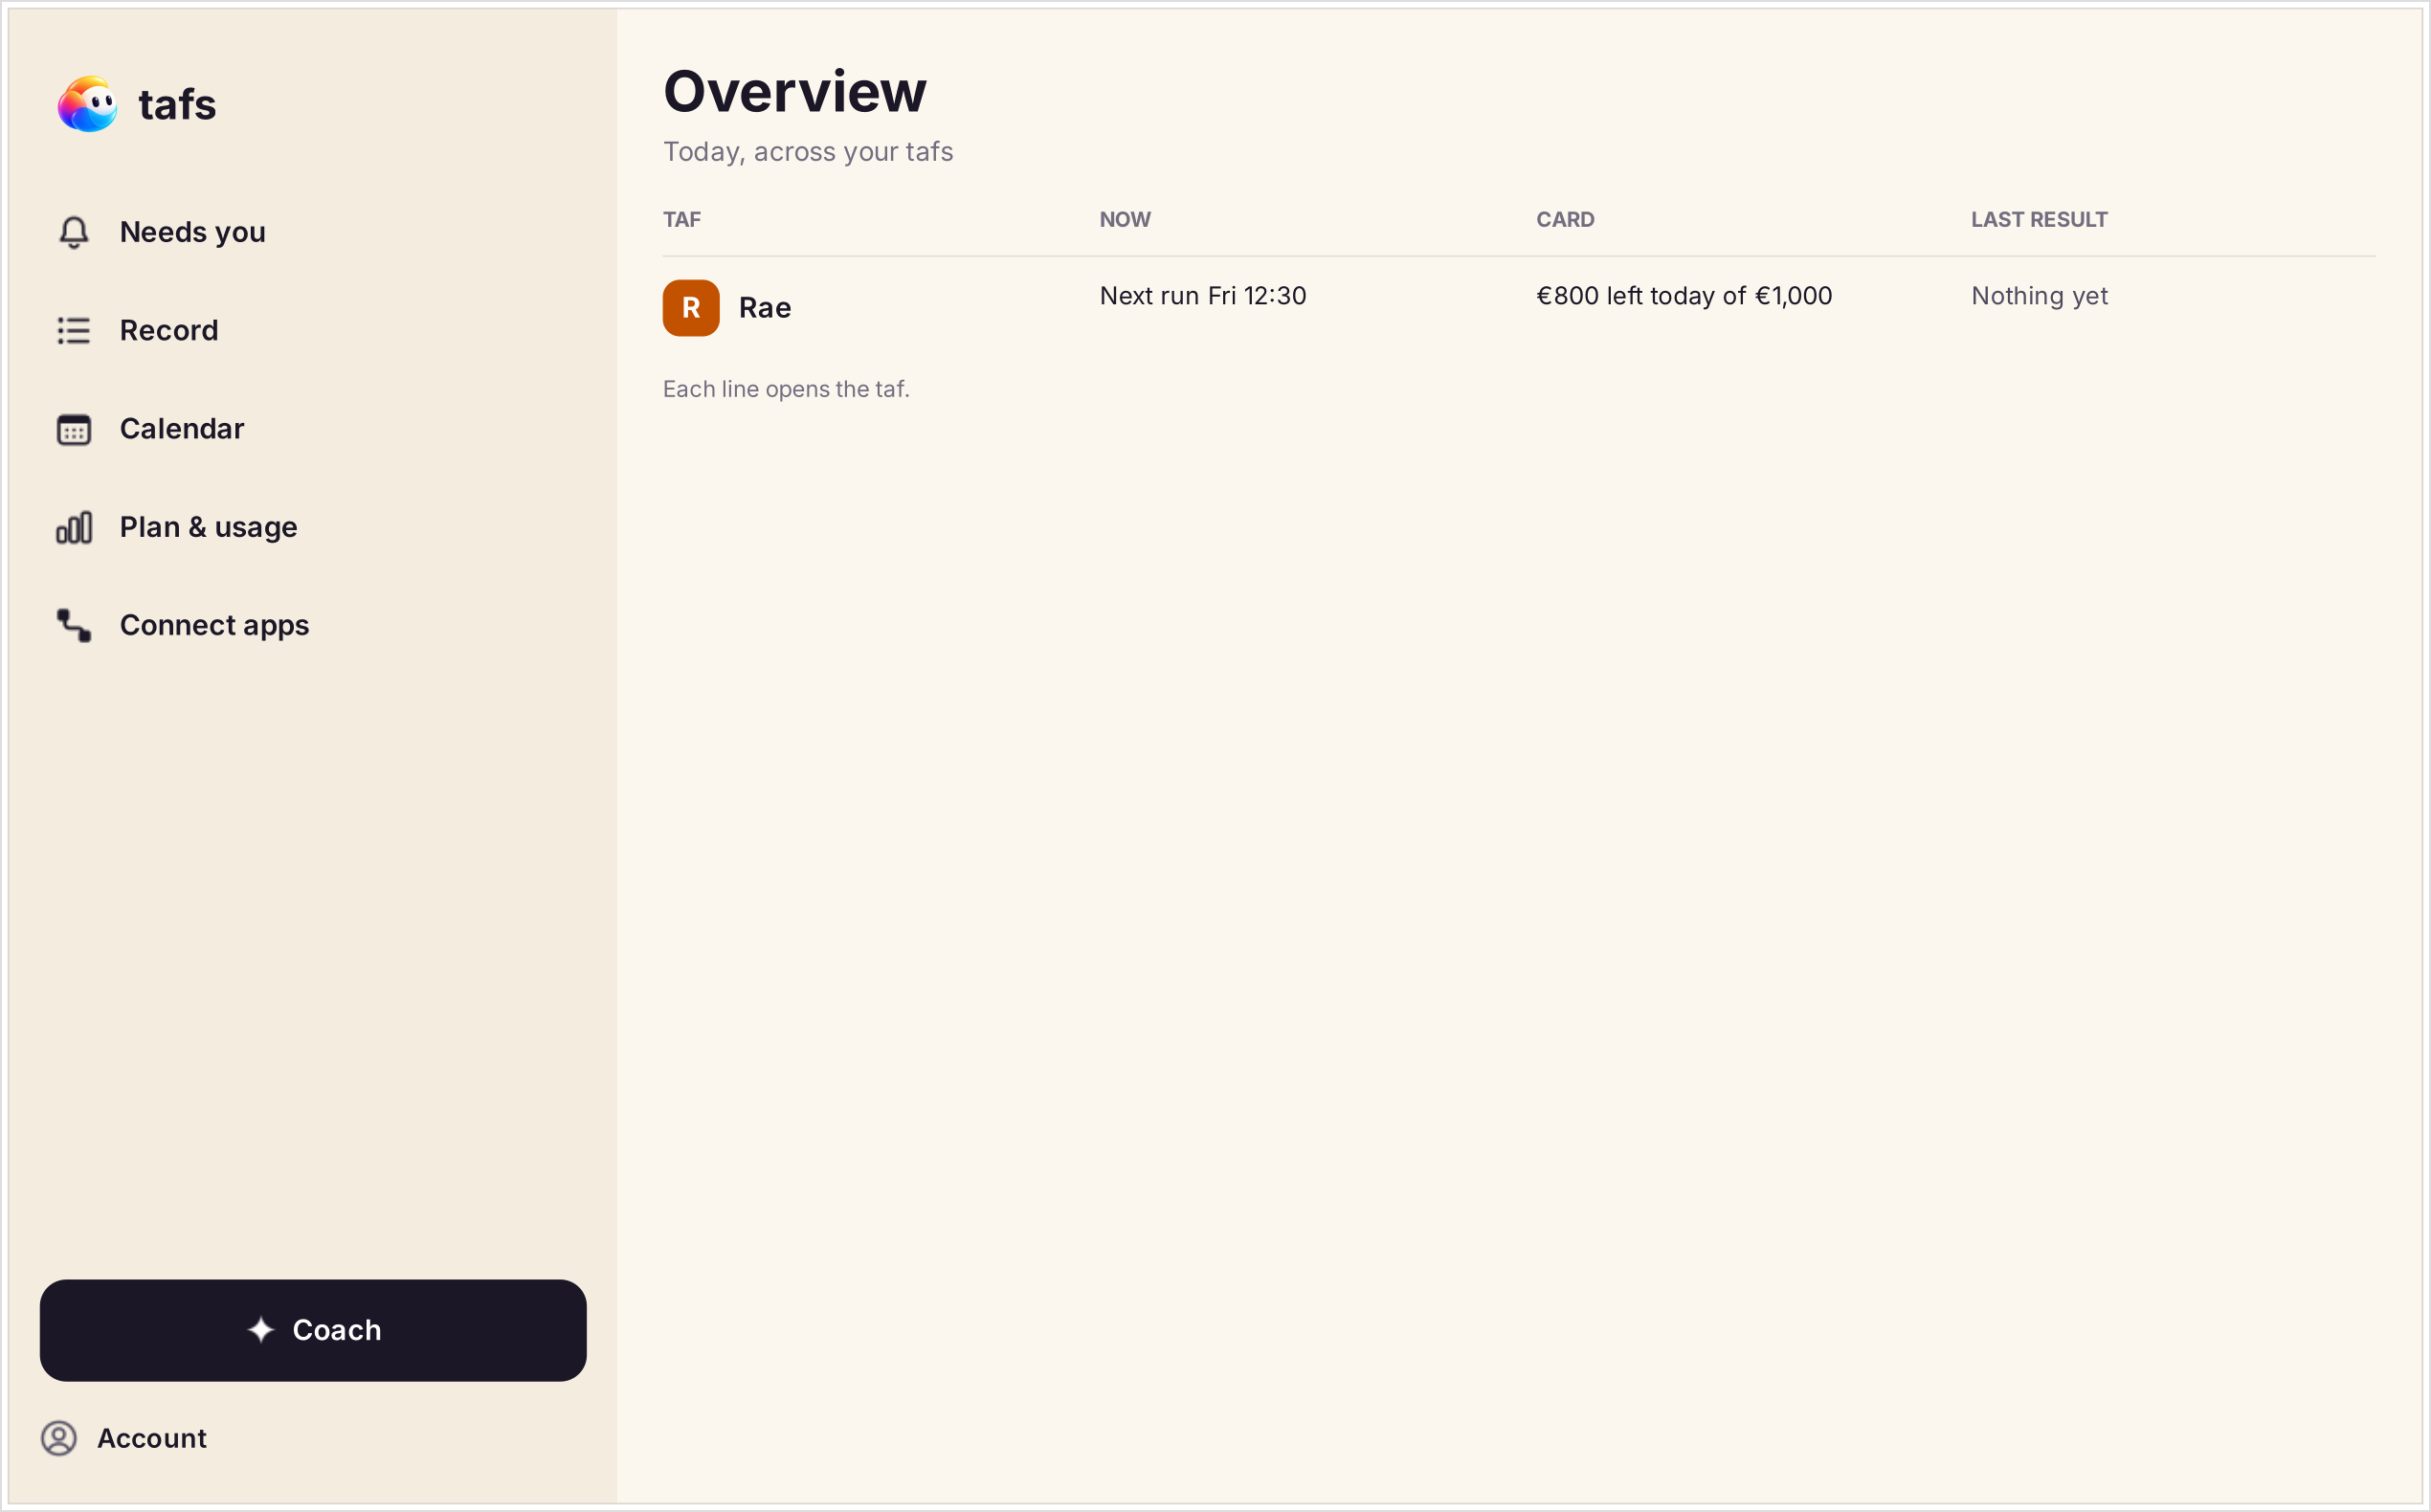 tafs
Needs you
Record
Calendar
Plan & usage
Connect apps
Coach
Account
Overview
Today, across your tafs
TAF NOW CARD LAST RESULT
R Rae Next run Fri 12:30 €800 left today of €1,000 Nothing yet
Each line opens the taf.